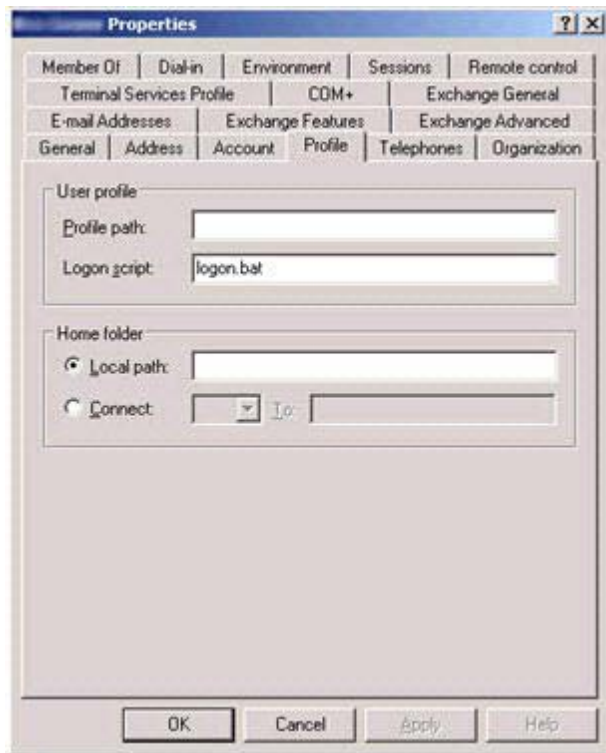 Properties
Member Of Dial-in Environment Sessions Remote control
Terminal Services Profile COM+ Exchange General
E-mail Addresses Exchange Features Exchange Advanced
General Address Account Profile Telephones Organization
User profile
Profile path:
Logon script: logon.bat
Home folder
Local path:
Connect: To:
OK Cancel Apply Help